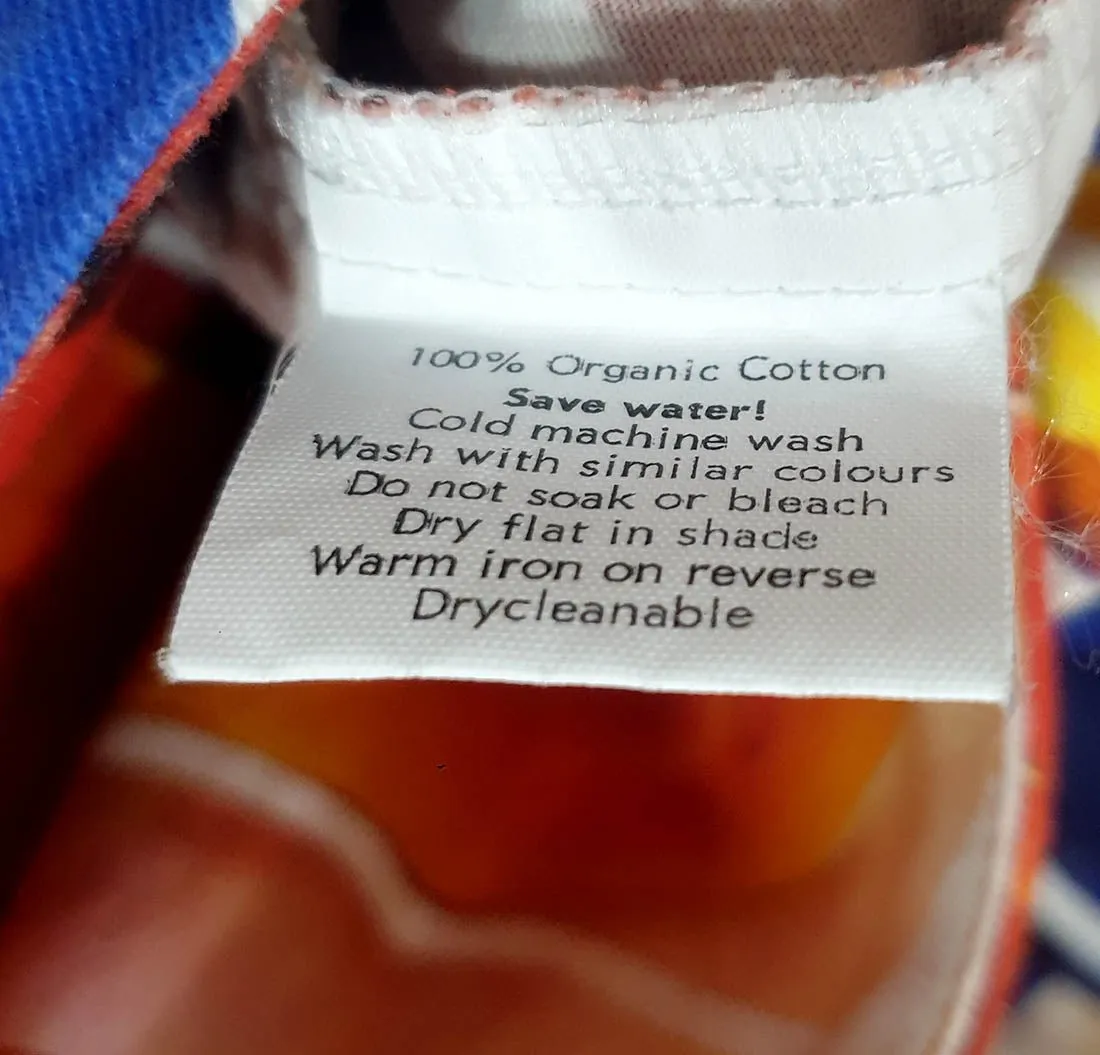 100% Organic Cotton
Save water!
Cold machine wash
Wash with similar colours
Do not soak or bleach
Dry flat in shade
Warm iron on reverse
Drycleanable